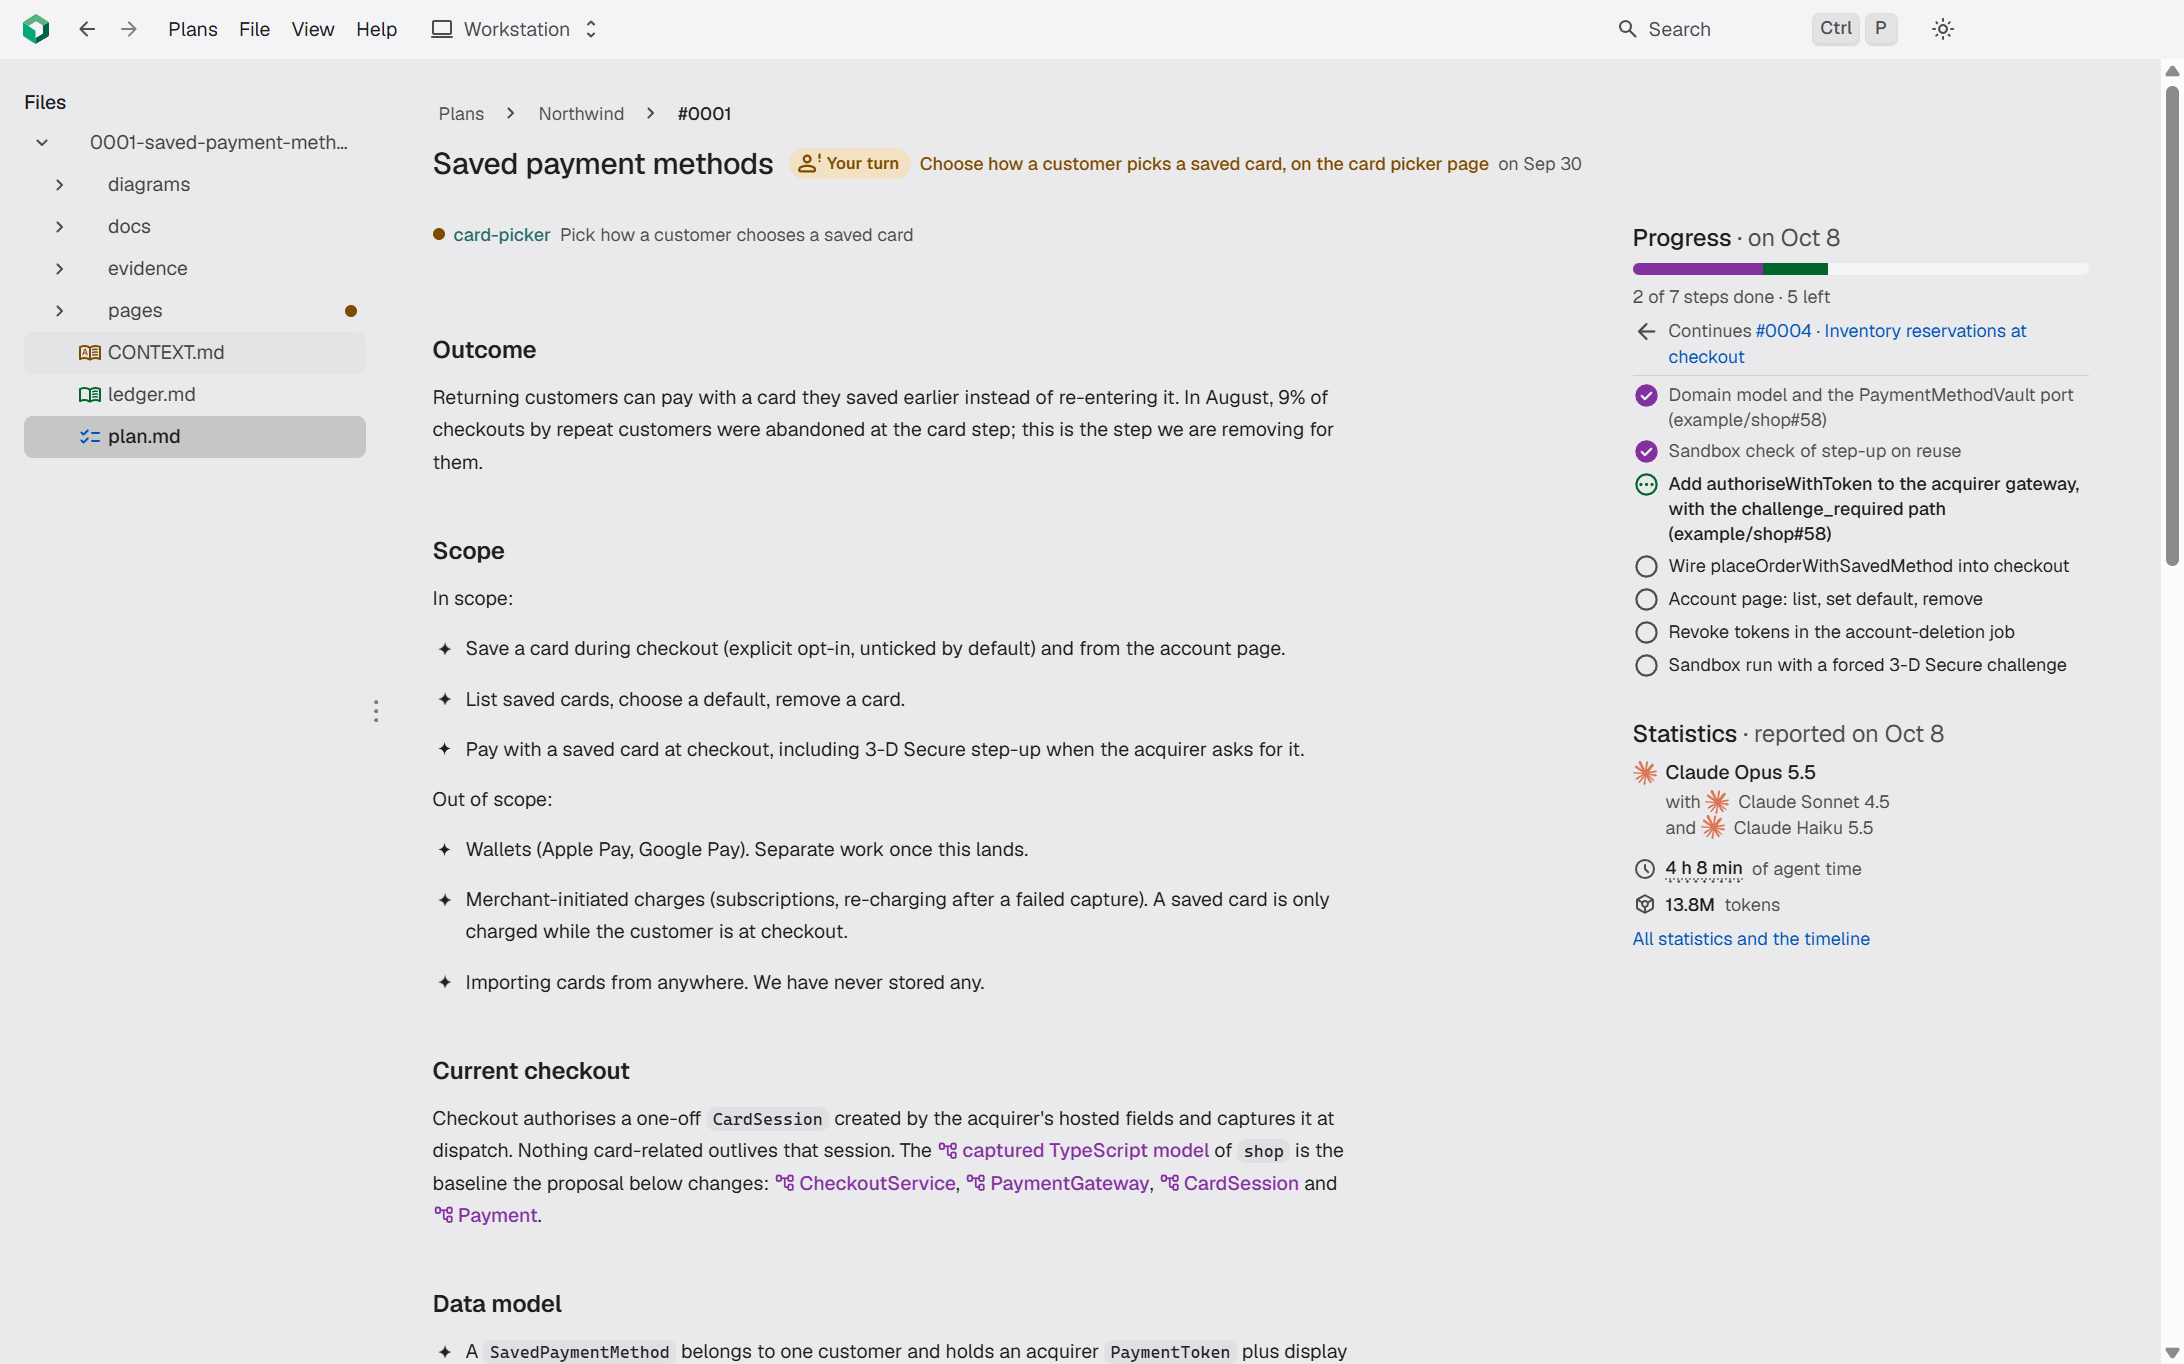 Plans File View Help Workstation Search Ctrl P
Files
0001-saved-payment-meth...
diagrams
docs
evidence
pages
CONTEXT.md
ledger.md
plan.md
Plans > Northwind > #0001
Saved payment methods Your turn Choose how a customer picks a saved card, on the card picker page on Sep 30
card-picker Pick how a customer chooses a saved card
Outcome
Returning customers can pay with a card they saved earlier instead of re-entering it. In August, 9% of
checkouts by repeat customers were abandoned at the card step; this is the step we are removing for
them.
Scope
In scope:
Save a card during checkout (explicit opt-in, unticked by default) and from the account page.
List saved cards, choose a default, remove a card.
Pay with a saved card at checkout, including 3-D Secure step-up when the acquirer asks for it.
Out of scope:
Wallets (Apple Pay, Google Pay). Separate work once this lands.
Merchant-initiated charges (subscriptions, re-charging after a failed capture). A saved card is only
charged while the customer is at checkout.
Importing cards from anywhere. We have never stored any.
Current checkout
Checkout authorises a one-off CardSession created by the acquirer's hosted fields and captures it at
dispatch. Nothing card-related outlives that session. The captured TypeScript model of shop is the
baseline the proposal below changes: CheckoutService, PaymentGateway, CardSession and
Payment.
Data model
A SavedPaymentMethod belongs to one customer and holds an acquirer PaymentToken plus display
Progress · on Oct 8
2 of 7 steps done · 5 left
Continues #0004 · Inventory reservations at
checkout
Domain model and the PaymentMethodVault port
(example/shop#58)
Sandbox check of step-up on reuse
Add authoriseWithToken to the acquirer gateway,
with the challenge_required path
(example/shop#58)
Wire placeOrderWithSavedMethod into checkout
Account page: list, set default, remove
Revoke tokens in the account-deletion job
Sandbox run with a forced 3-D Secure challenge
Statistics · reported on Oct 8
Claude Opus 5.5
with Claude Sonnet 4.5
and Claude Haiku 5.5
4 h 8 min of agent time
13.8M tokens
All statistics and the timeline